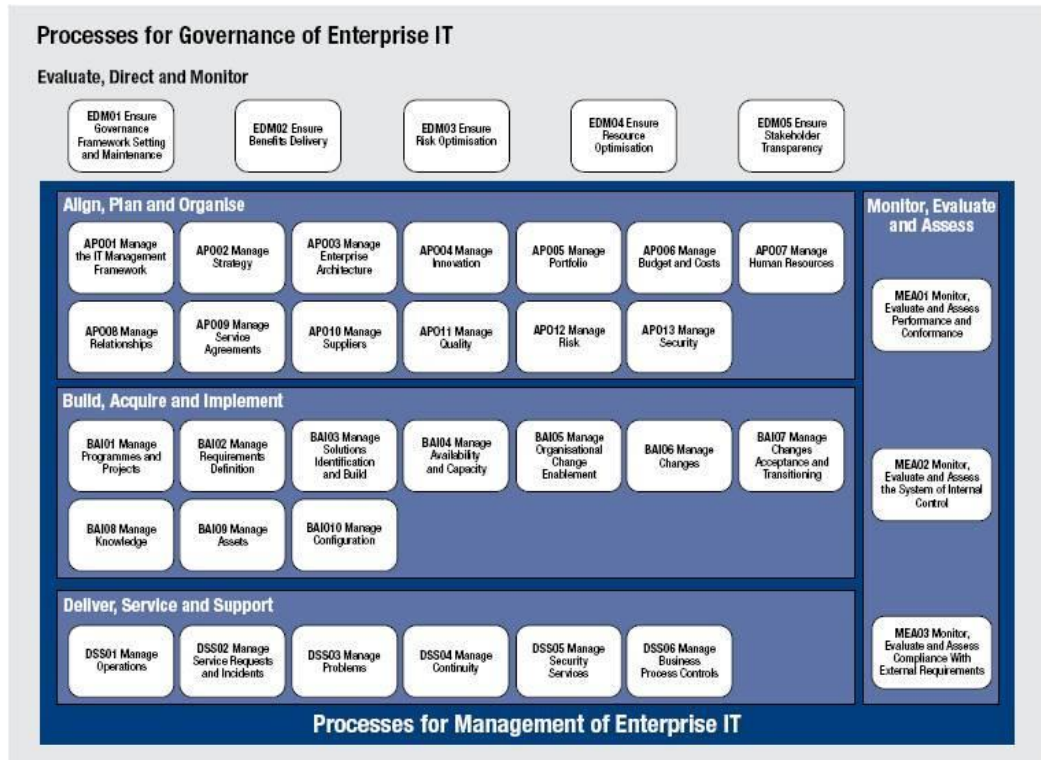 Processes for Governance of Enterprise IT
Evaluate, Direct and Monitor
EDM01 Ensure
Governance
Framework Setting
and Maintenance
EDM02 Ensure
Benefits Delivery
EDM03 Ensure
Risk Optimisation
EDM04 Ensure
Resource
Optimisation
EDM05 Ensure
Stakeholder
Transparency
Align, Plan and Organise
APO01 Manage
the IT Management
Framework
APO02 Manage
Strategy
APO03 Manage
Enterprise
Architecture
APO04 Manage
Innovation
APO05 Manage
Portfolio
APO06 Manage
Budget and Costs
APO07 Manage
Human Resources
APO08 Manage
Relationships
APO09 Manage
Service
Agreements
APO10 Manage
Suppliers
APO11 Manage
Quality
APO12 Manage
Risk
APO13 Manage
Security
Build, Acquire and Implement
BAI01 Manage
Programmes and
Projects
BAI02 Manage
Requirements
Definition
BAI03 Manage
Solutions
Identification
and Build
BAI04 Manage
Availability
and Capacity
BAI05 Manage
Organisational
Change
Enablement
BAI06 Manage
Changes
BAI07 Manage
Changes
Acceptance and
Transitioning
BAI08 Manage
Knowledge
BAI09 Manage
Assets
BAI010 Manage
Configuration
Deliver, Service and Support
DSS01 Manage
Operations
DSS02 Manage
Service Requests
and Incidents
DSS03 Manage
Problems
DSS04 Manage
Continuity
DSS05 Manage
Security
Services
DSS06 Manage
Business
Process Controls
Monitor, Evaluate
and Assess
MEA01 Monitor,
Evaluate and Assess
Performance and
Conformance
MEA02 Monitor,
Evaluate and Assess
the System of Internal
Control
MEA03 Monitor,
Evaluate and Assess
Compliance With
External Requirements
Processes for Management of Enterprise IT